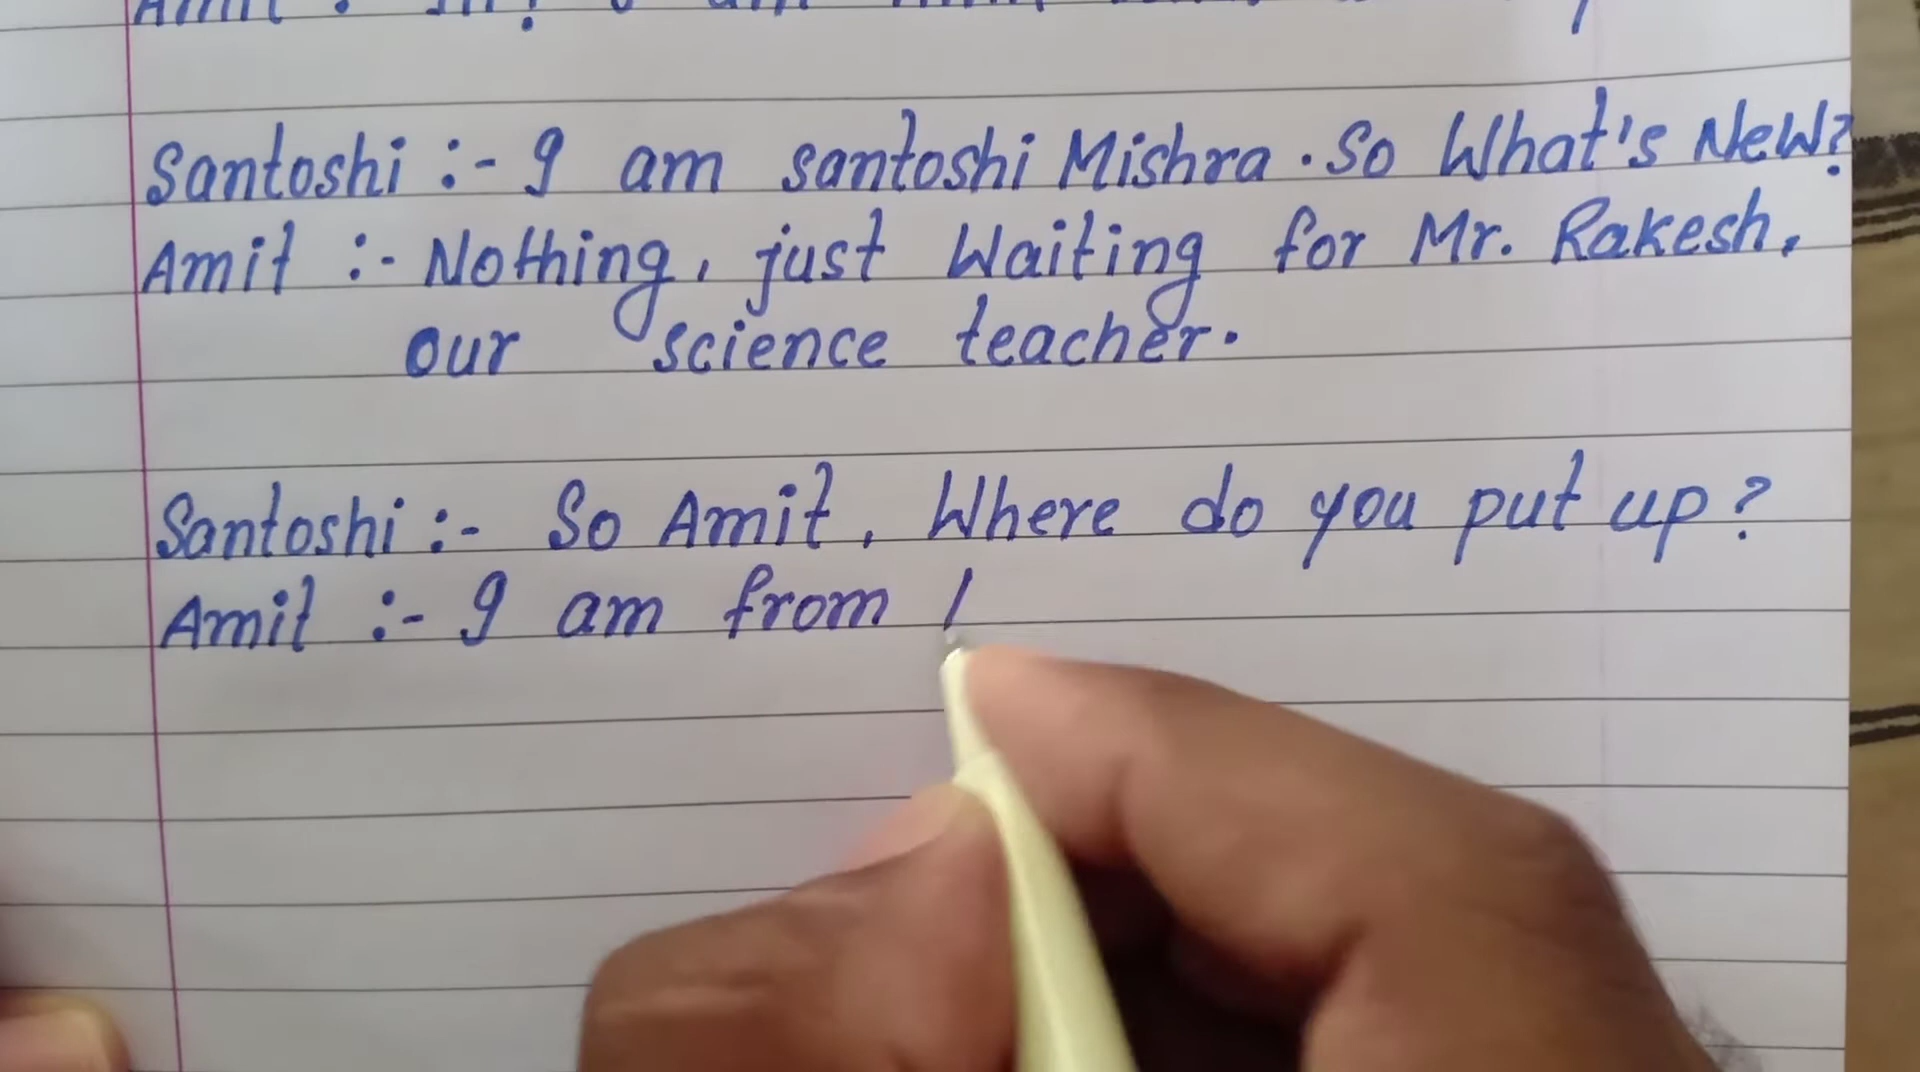 Santoshi :- I am santoshi Mishra. So What's New?
Amit :- Nothing, just Waiting for Mr. Rakesh,
our science teacher.
Santoshi :- So Amit, Where do you put up?
Amit :- I am from